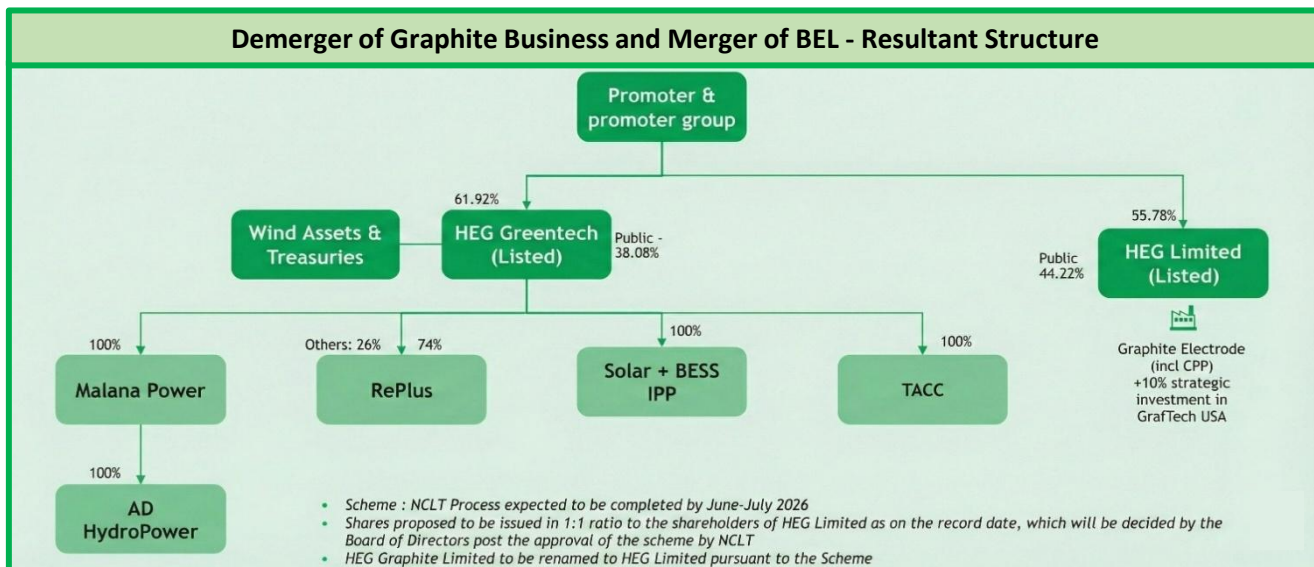 Demerger of Graphite Business and Merger of BEL - Resultant Structure
Promoter &
promoter group
61.92%
55.78%
Wind Assets &
Treasuries
HEG Greentech
(Listed)
Public -
38.08%
Public
44.22%
HEG Limited
(Listed)
100%
Others: 26%
74%
100%
100%
Malana Power
RePlus
Solar + BESS
IPP
TACC
Graphite Electrode
(incl CPP)
+10% strategic
investment in
GrafTech USA
100%
AD
HydroPower
• Scheme : NCLT Process expected to be completed by June-July 2026
• Shares proposed to be issued in 1:1 ratio to the shareholders of HEG Limited as on the record date, which will be decided by the
Board of Directors post the approval of the scheme by NCLT
• HEG Graphite Limited to be renamed to HEG Limited pursuant to the Scheme